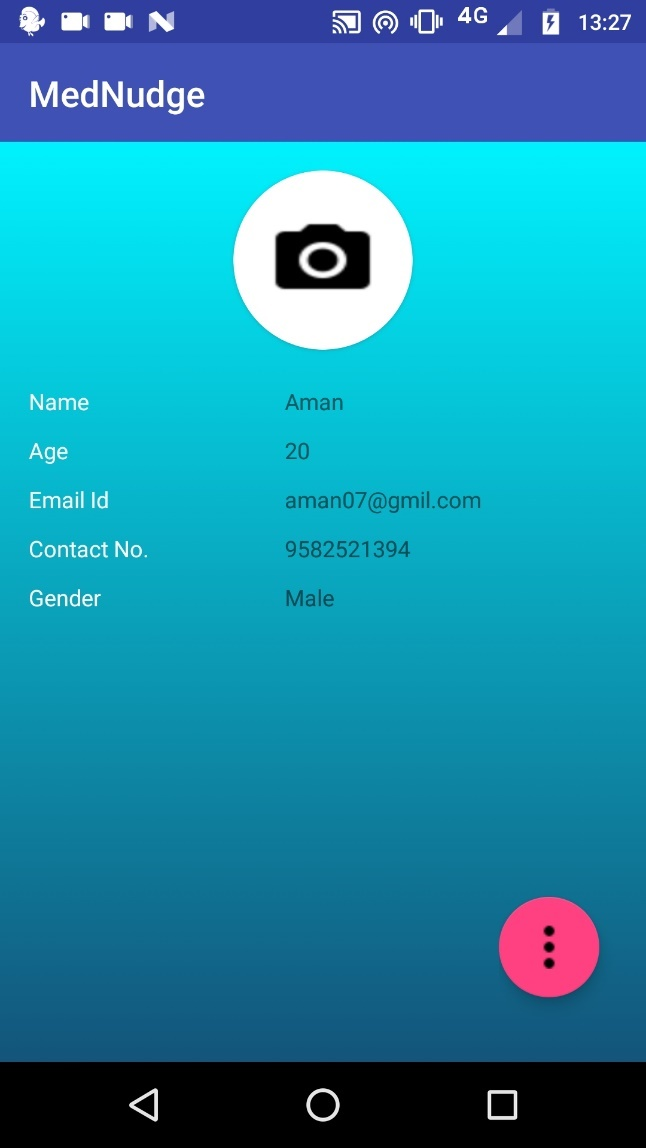 4G 13:27
MedNudge
Name Aman
Age 20
Email Id aman07@gmil.com
Contact No. 9582521394
Gender Male